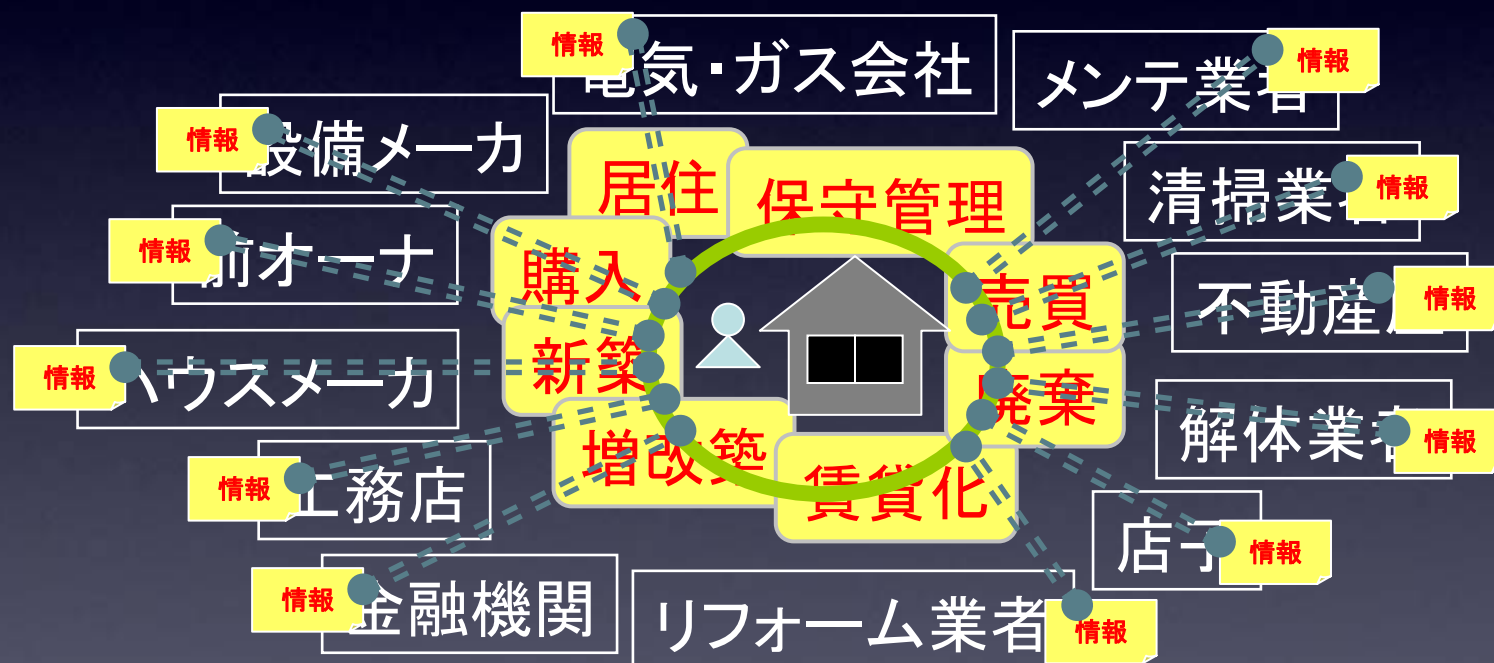 情報
電気・ガス会社
メンテ業者
情報
情報
設備メーカ
居住
保守管理
清掃業者
情報
情報
前オーナ
購入
売買
不動産屋
情報
情報
ハウスメーカ
新築
廃棄
解体業者
情報
情報
工務店
増改築
賃貸化
店子
情報
情報
金融機関
リフォーム業者
情報